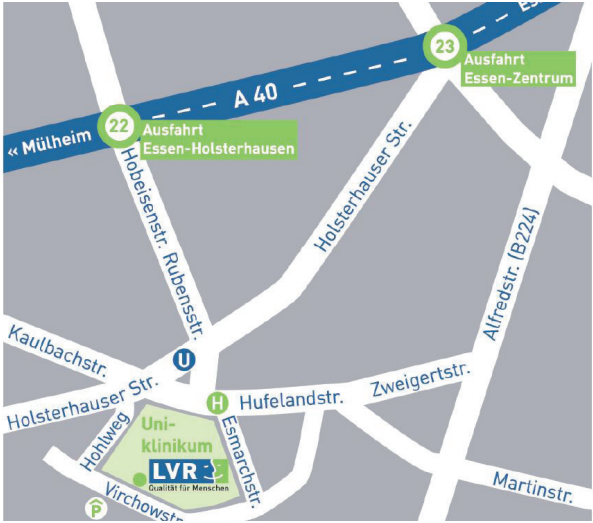 Es
23
Ausfahrt
Essen-Zentrum
A 40
22
Ausfahrt
Essen-Holsterhausen
« Mülheim
Hobeisenstr. Rubensstr.
Holsterhauser Str.
Alfredstr. (B224)
Kaulbachstr.
U
Holsterhauser Str.
H
Hufelandstr.
Zweigertstr.
Uni-
klinikum
Hohlweg
Esmarchstr.
LVR
Qualität für Menschen
Martinstr.
Virchowstr
P